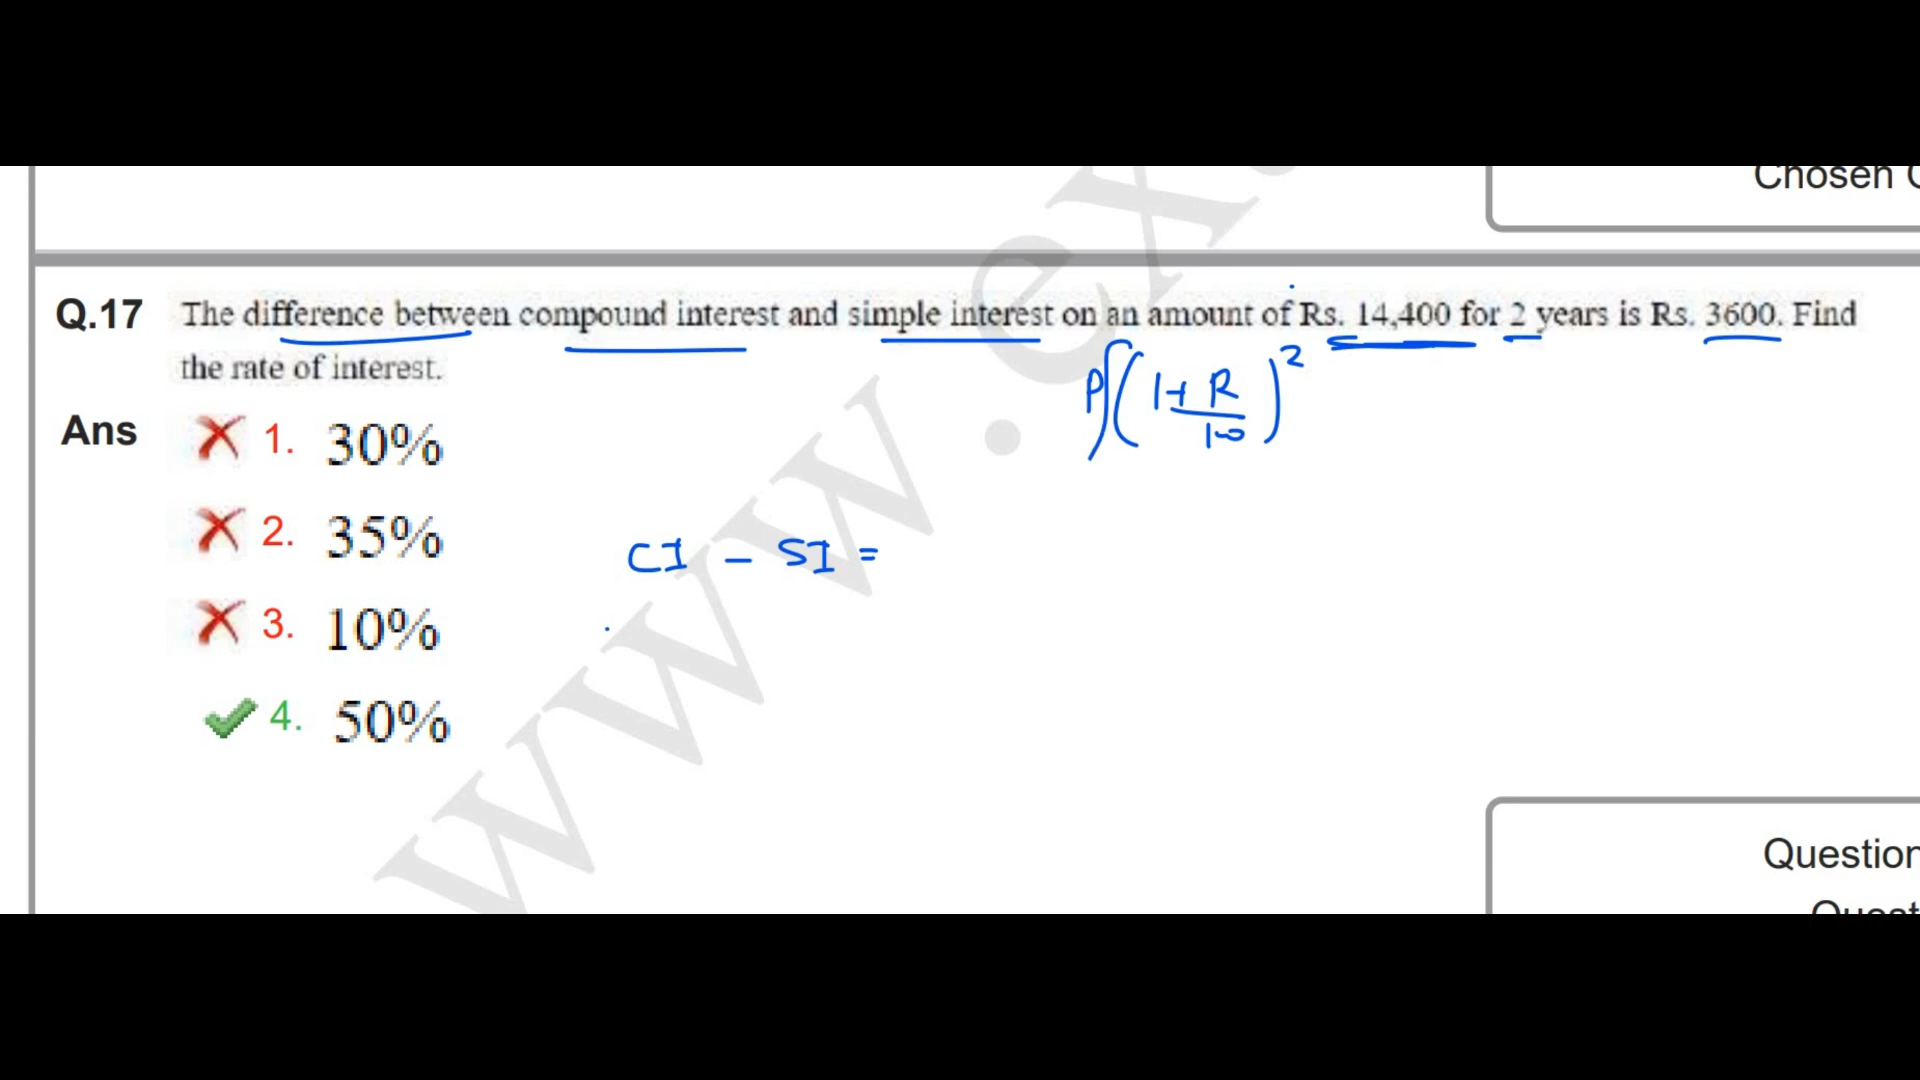 Chosen
Q.17 The difference between compound interest and simple interest on an amount of Rs. 14,400 for 2 years is Rs. 3600. Find
the rate of interest.
P[(1+R/100)²
Ans
1. 30%
2. 35%
CI - SI =
3. 10%
4. 50%
www.ex
Question